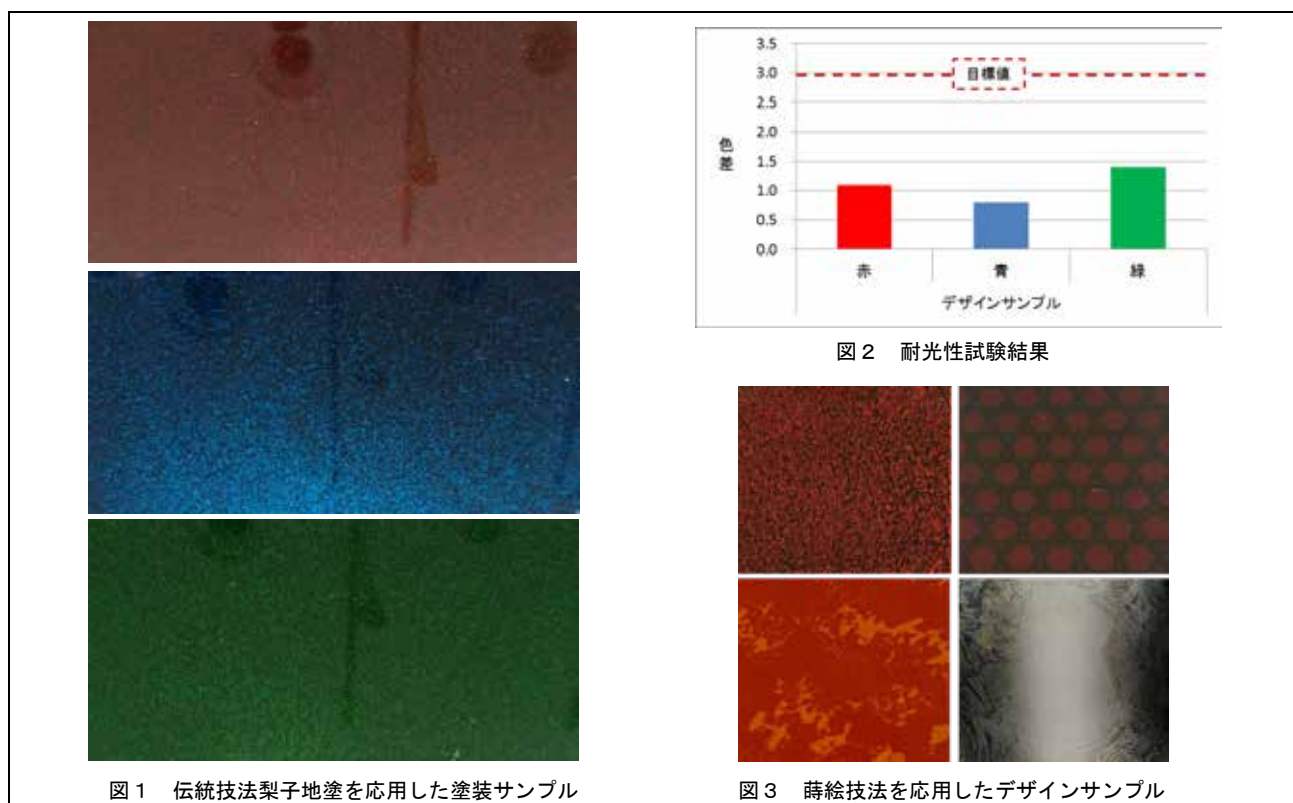 3.5
3.0
2.5
2.0
1.5
1.0
0.5
0.0
目標値
色差
赤 青 緑
デザインサンプル
図2 耐光性試験結果
図1 伝統技法梨子地塗を応用した塗装サンプル
図3 蒔絵技法を応用したデザインサンプル